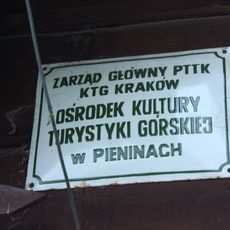 ZARZĄD GŁÓWNY PTTK
KTG KRAKÓW
OŚRODEK KULTURY
TURYSTYKI GÓRSKIEJ
W PIENINACH